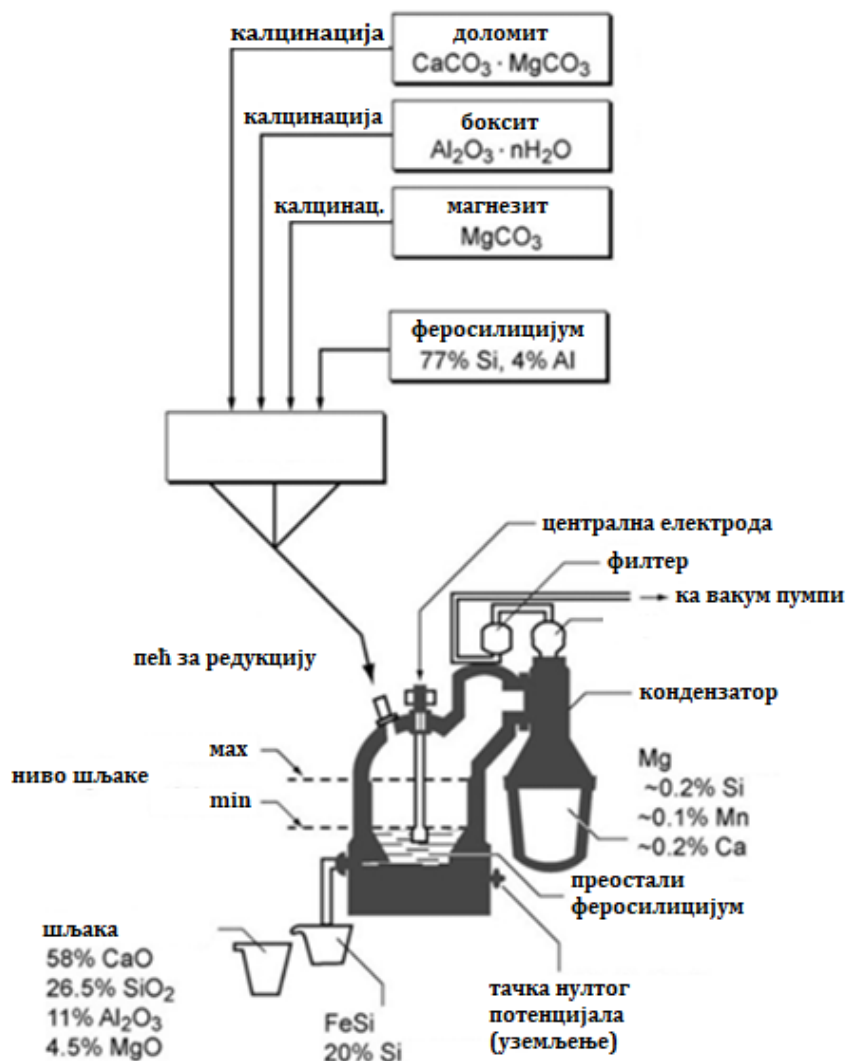 калцинација
доломит
CaCO₃ · MgCO₃
калцинација
боксит
Al₂O₃ · nH₂O
калцинац.
магнезит
MgCO₃
феросилицијум
77% Si, 4% Al
централна електрода
филтер
ка вакум пумпи
пећ за редукцију
кондензатор
ниво шљаке
мах
min
Mg
~0.2% Si
~0.1% Mn
~0.2% Ca
преостали
феросилицијум
шљака
58% CaO
26.5% SiO₂
11% Al₂O₃
4.5% MgO
FeSi
20% Si
тачка нултог
потенцијала
(уземљење)